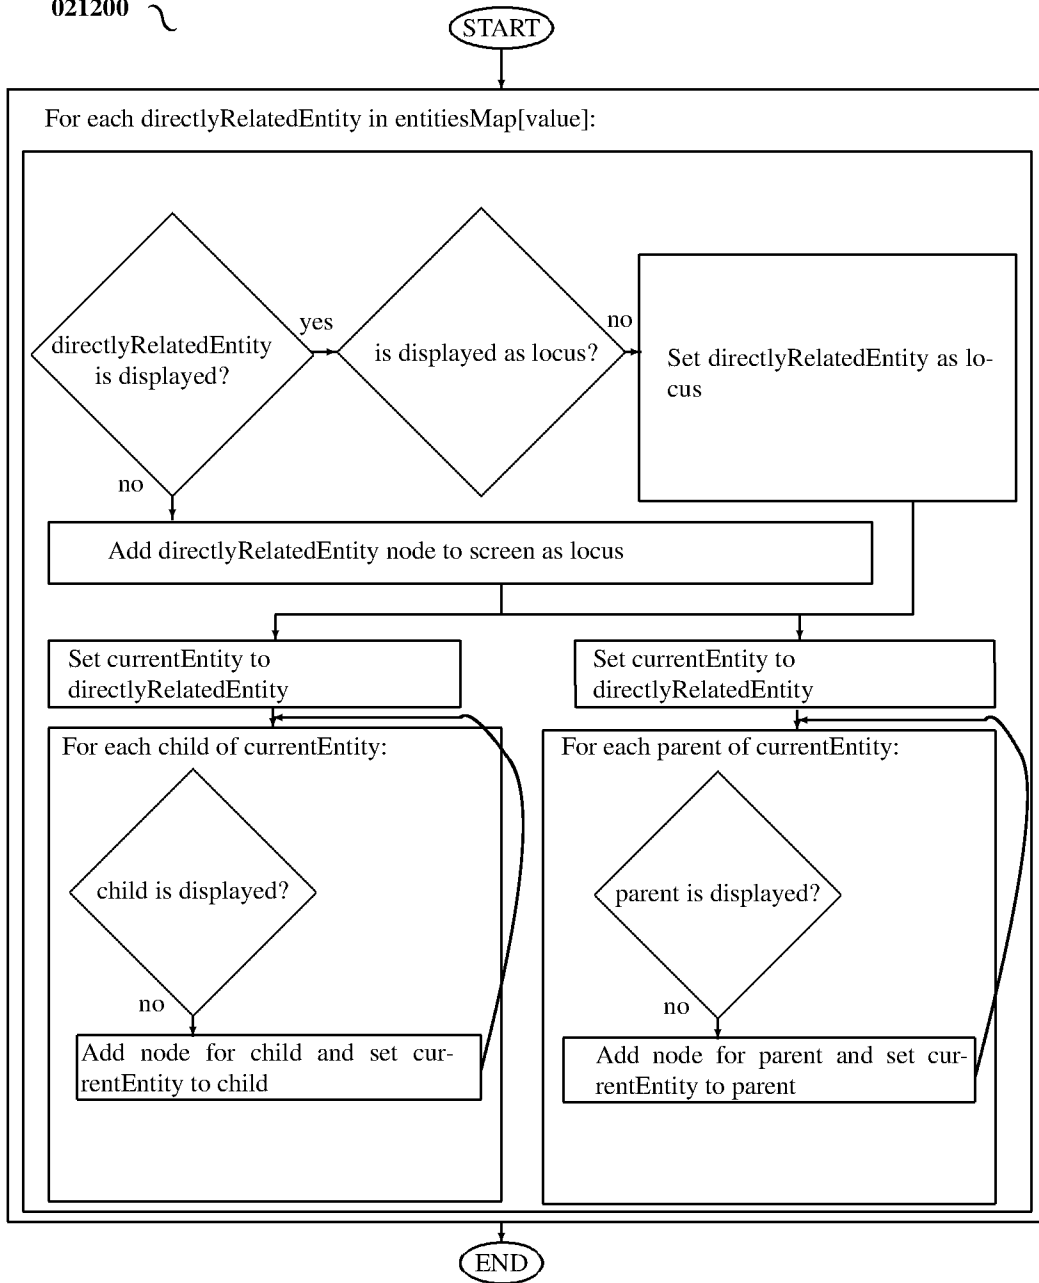 021200
START
For each directlyRelatedEntity in entitiesMap[value]:
directlyRelatedEntity
is displayed?
yes
is displayed as locus?
no
Set directlyRelatedEntity as lo-
cus
no
Add directlyRelatedEntity node to screen as locus
Set currentEntity to
directlyRelatedEntity
Set currentEntity to
directlyRelatedEntity
For each child of currentEntity:
child is displayed?
no
Add node for child and set cur-
rentEntity to child
For each parent of currentEntity:
parent is displayed?
no
Add node for parent and set cur-
rentEntity to parent
END